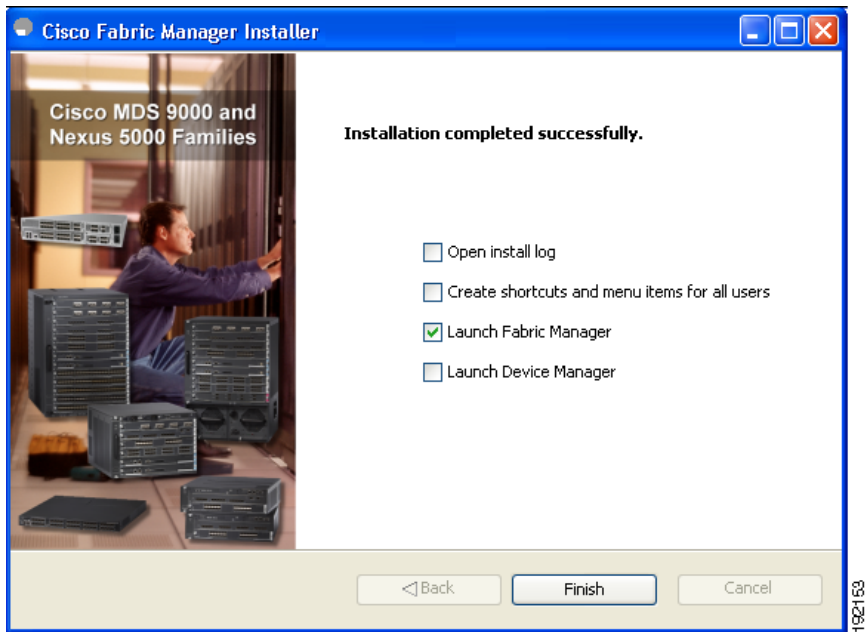 Cisco Fabric Manager Installer
Cisco MDS 9000 and
Nexus 5000 Families
Installation completed successfully.
Open install log
Create shortcuts and menu items for all users
Launch Fabric Manager
Launch Device Manager
Back
Finish
Cancel
192153